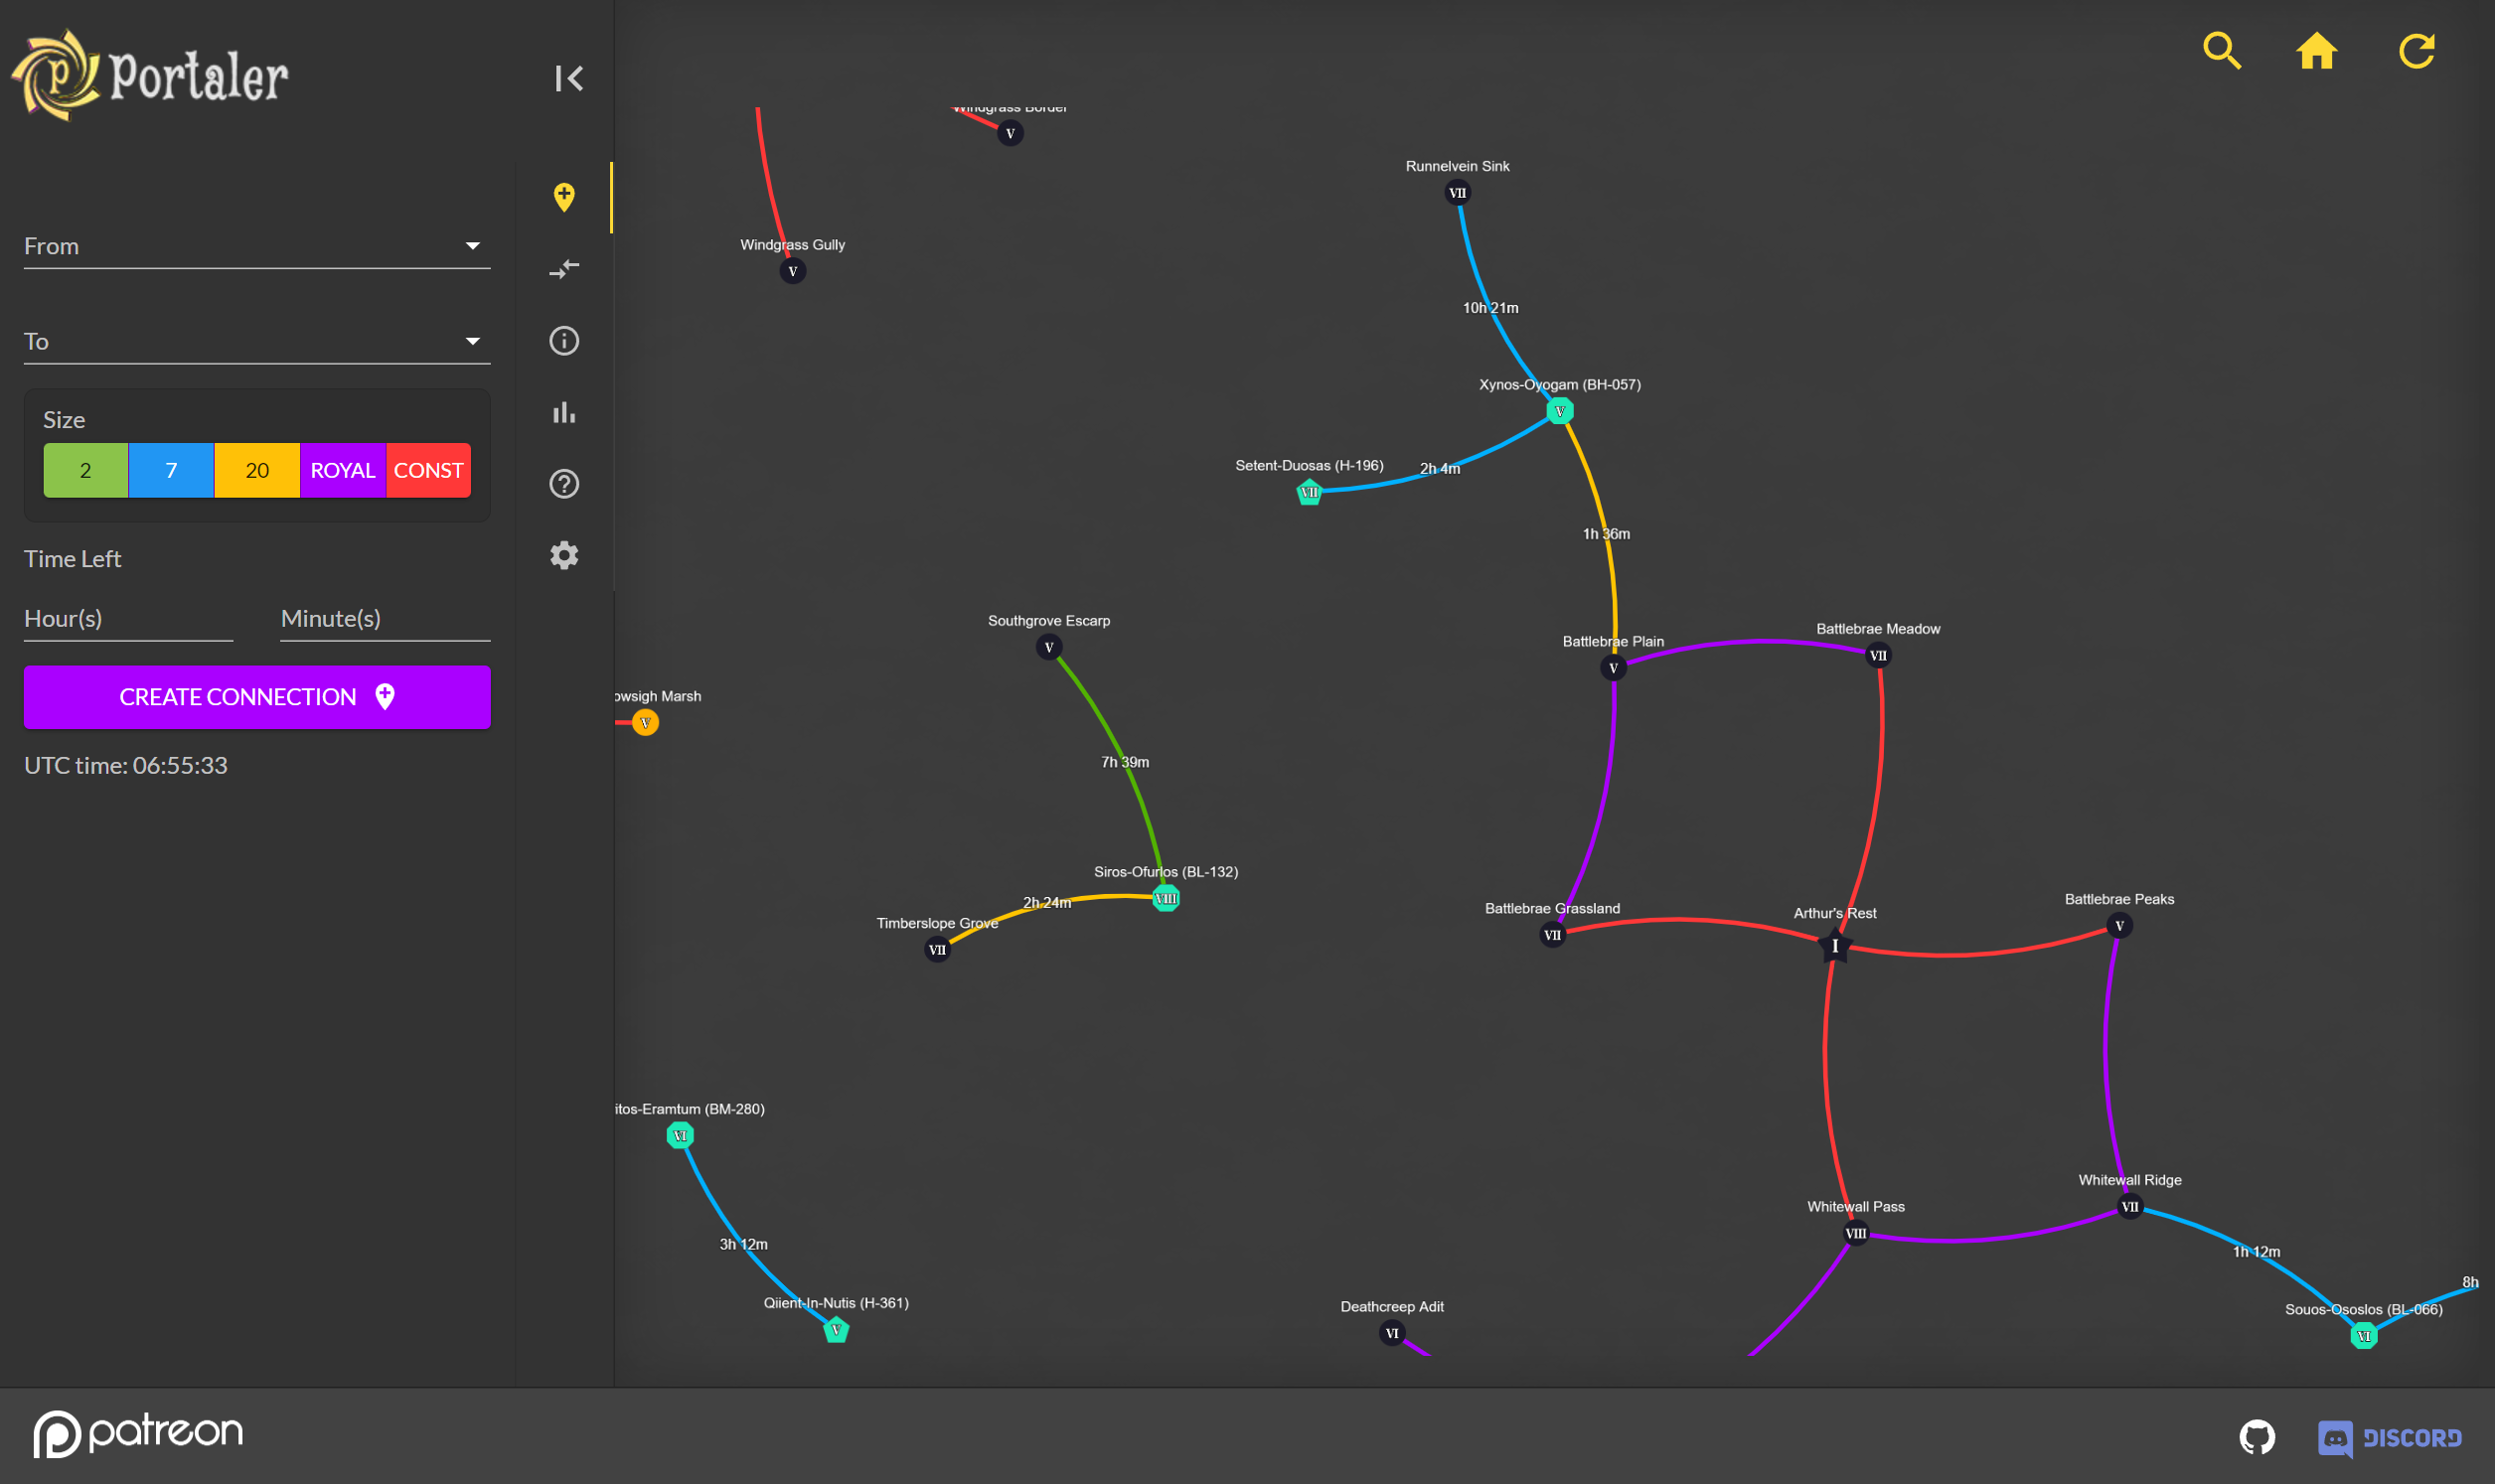 Portaler
From
To
Size
2 7 20 ROYAL CONST
Time Left
Hour(s) Minute(s)
CREATE CONNECTION
UTC time: 06:55:33
Windgrass Border
V
Windgrass Gully
V
Runnelvein Sink
VII
10h 21m
Xynos-Oyogam (BH-057)
V
Setent-Duosas (H-196)
VII
2h 4m
1h 36m
Southgrove Escarp
V
Battlebrae Plain
V
Battlebrae Meadow
VII
owsigh Marsh
V
7h 39m
Siros-Ofurlos (BL-132)
VIII
2h 24m
Timberslope Grove
VII
Battlebrae Grassland
VII
Arthur's Rest
I
Battlebrae Peaks
V
itos-Eramtum (BM-280)
VI
3h 12m
Qiient-In-Nutis (H-361)
V
Whitewall Ridge
VII
Whitewall Pass
VIII
1h 12m
8h
Souos-Ososlos (BL-066)
VI
Deathcreep Adit
VI
patreon
DISCORD